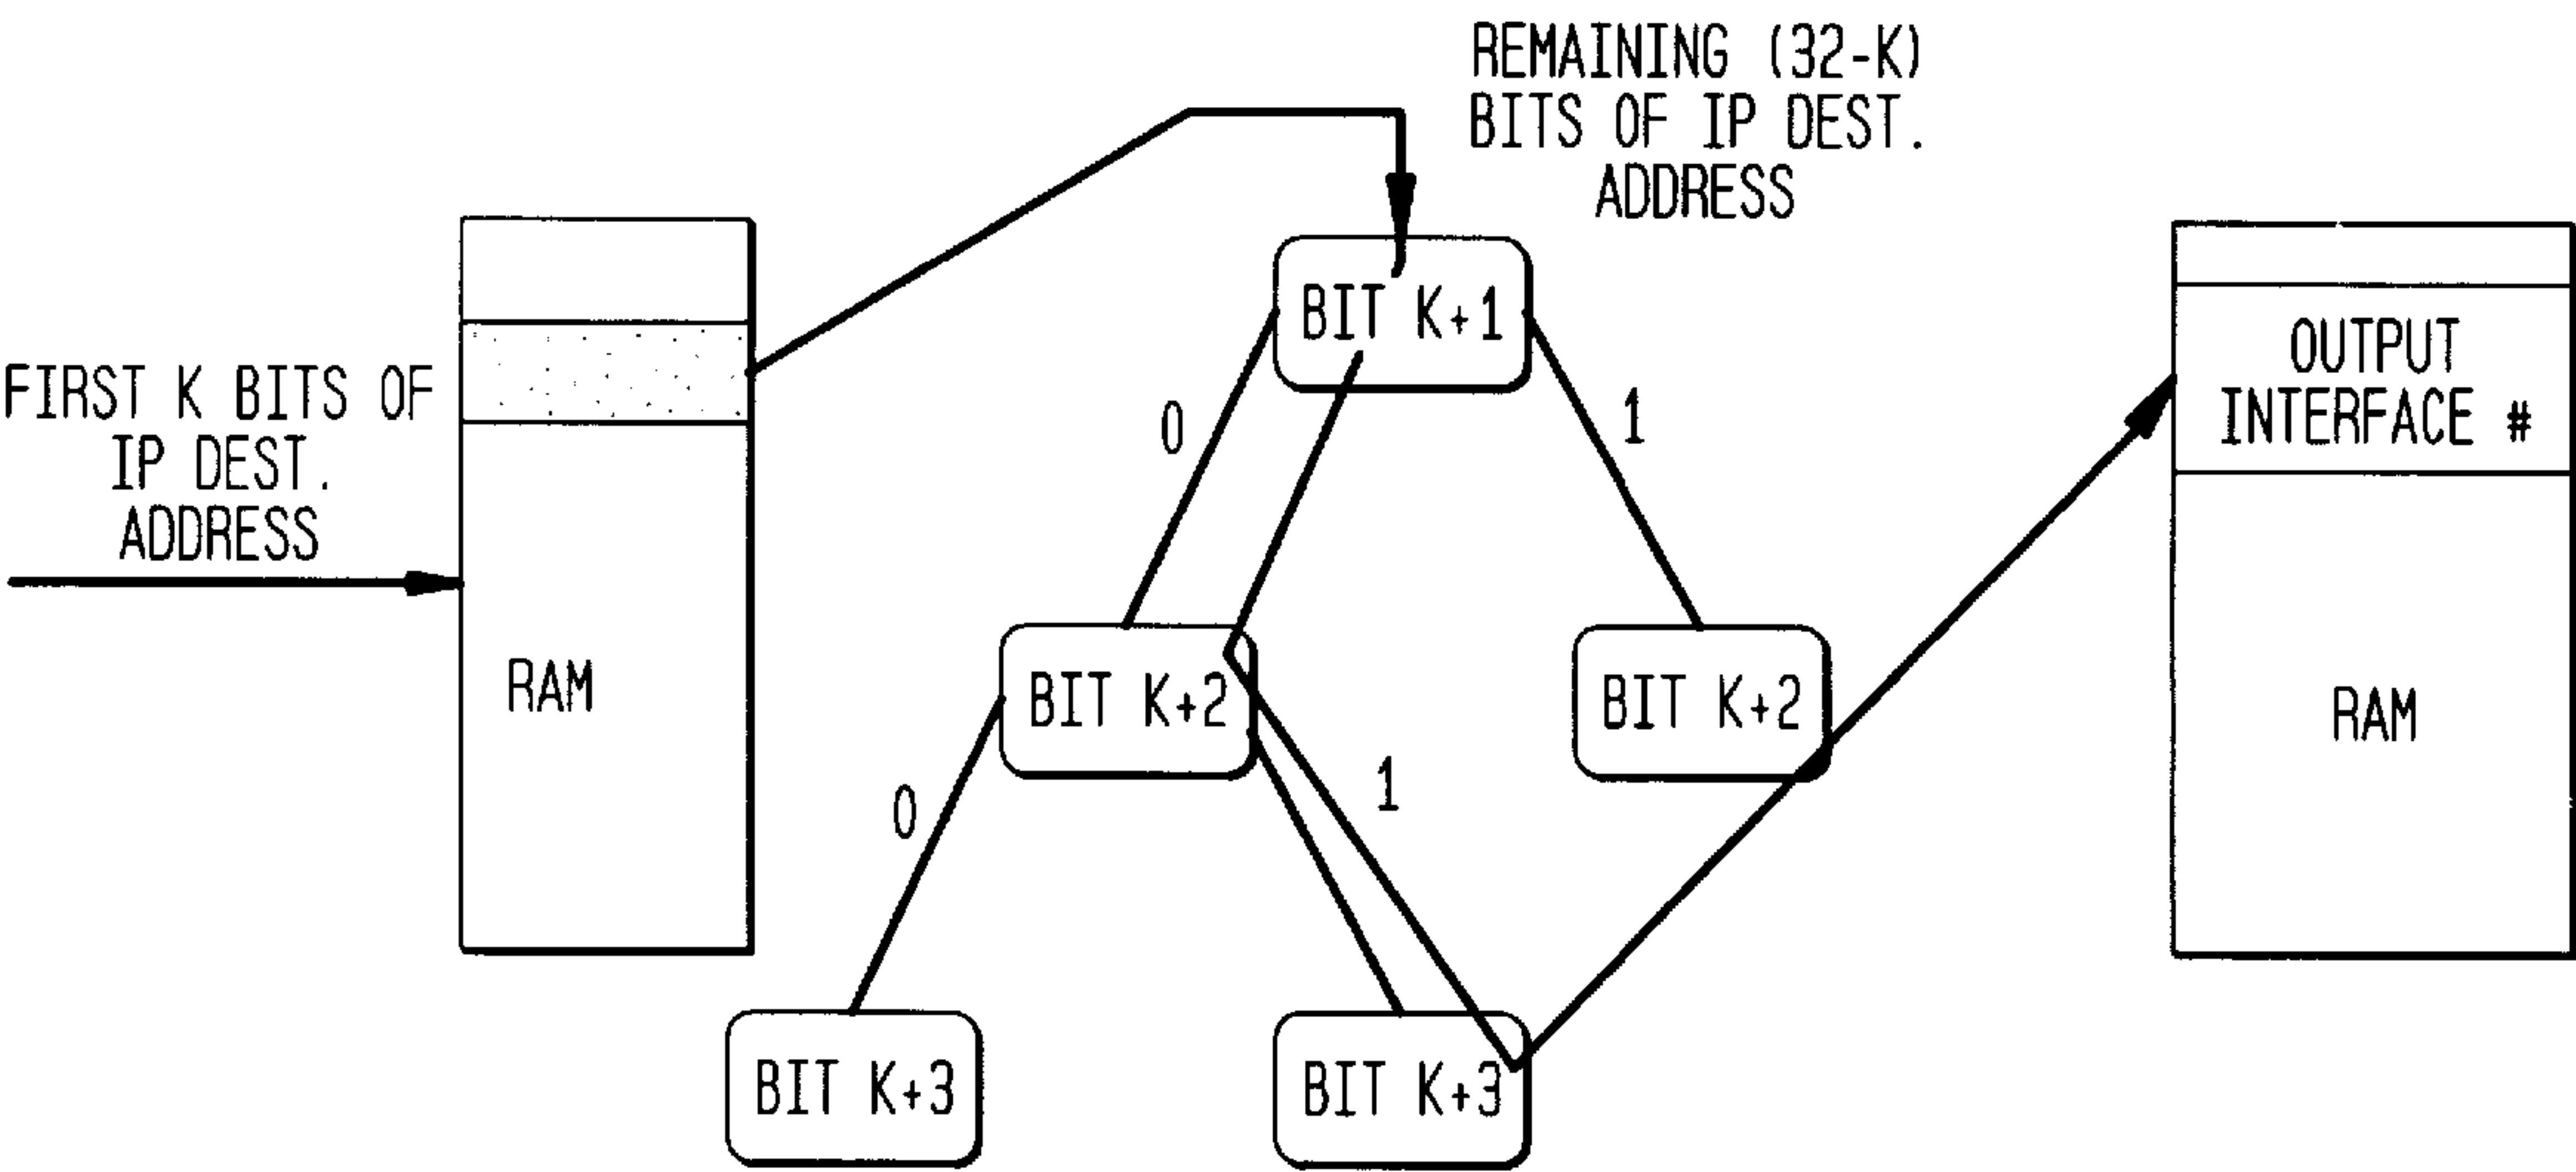 REMAINING (32-K)
BITS OF IP DEST.
ADDRESS
FIRST K BITS OF
IP DEST.
ADDRESS
RAM
BIT K+1
0
1
BIT K+2
BIT K+2
0
1
BIT K+3
BIT K+3
OUTPUT
INTERFACE #
RAM